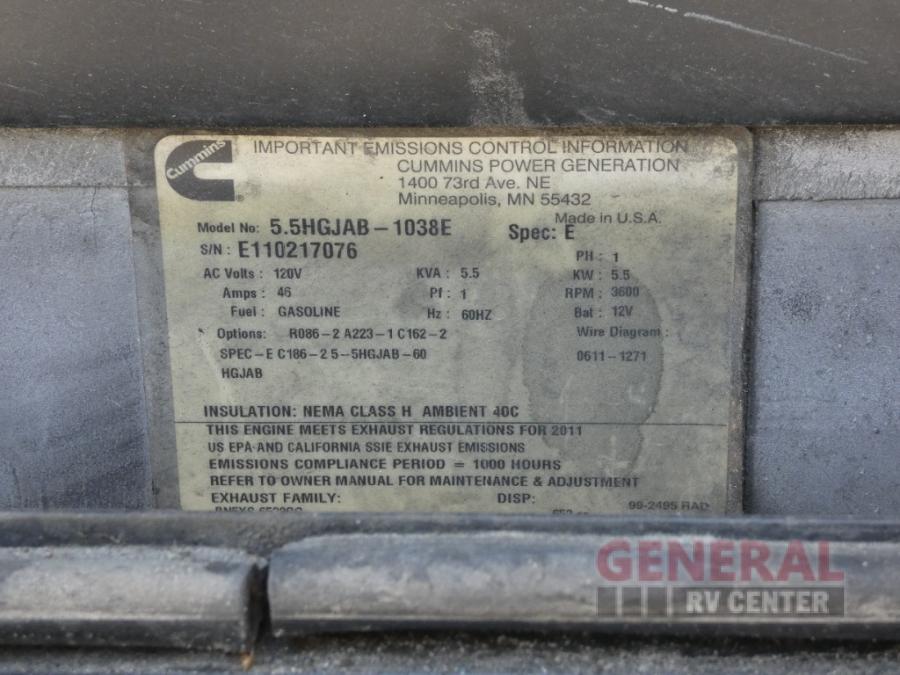 Cummins
IMPORTANT EMISSIONS CONTROL INFORMATION
CUMMINS POWER GENERATION
1400 73rd Ave. NE
Minneapolis, MN 55432
Made in U.S.A.
Model No: 5.5HGJAB-1038E Spec: E
S/N: E110217076 PH: 1
AC Volts: 120V KVA: 5.5 KW: 5.5
Amps: 46 Pf: 1 RPM: 3600
Fuel: GASOLINE Hz: 60HZ Bat: 12V
Options: R086-2 A223-1 C162-2 Wire Diagram:
SPEC-E C186-2 5-5HGJAB-60 0611-1271
HGJAB
INSULATION: NEMA CLASS H AMBIENT 40C
THIS ENGINE MEETS EXHAUST REGULATIONS FOR 2011
US EPA AND CALIFORNIA SSIE EXHAUST EMISSIONS
EMISSIONS COMPLIANCE PERIOD = 1000 HOURS
REFER TO OWNER MANUAL FOR MAINTENANCE & ADJUSTMENT
EXHAUST FAMILY: DISP: 99-2495 RAD
GENERAL
RV CENTER